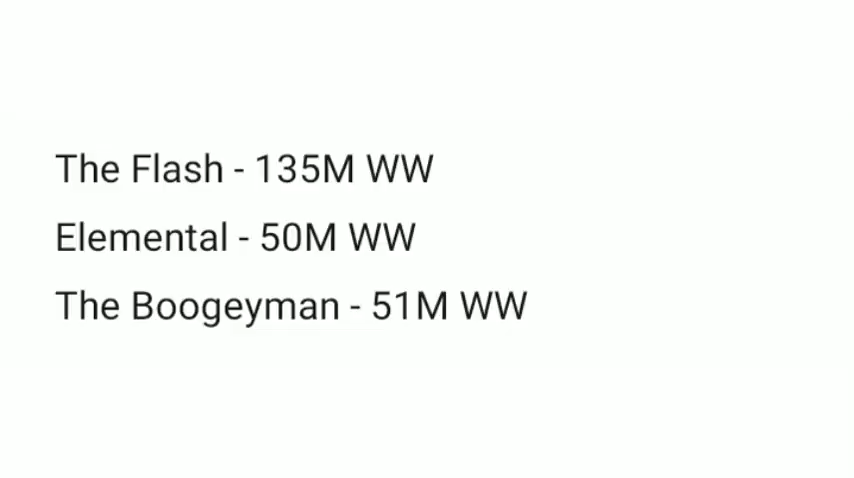 The Flash - 135M WW
Elemental - 50M WW
The Boogeyman - 51M WW